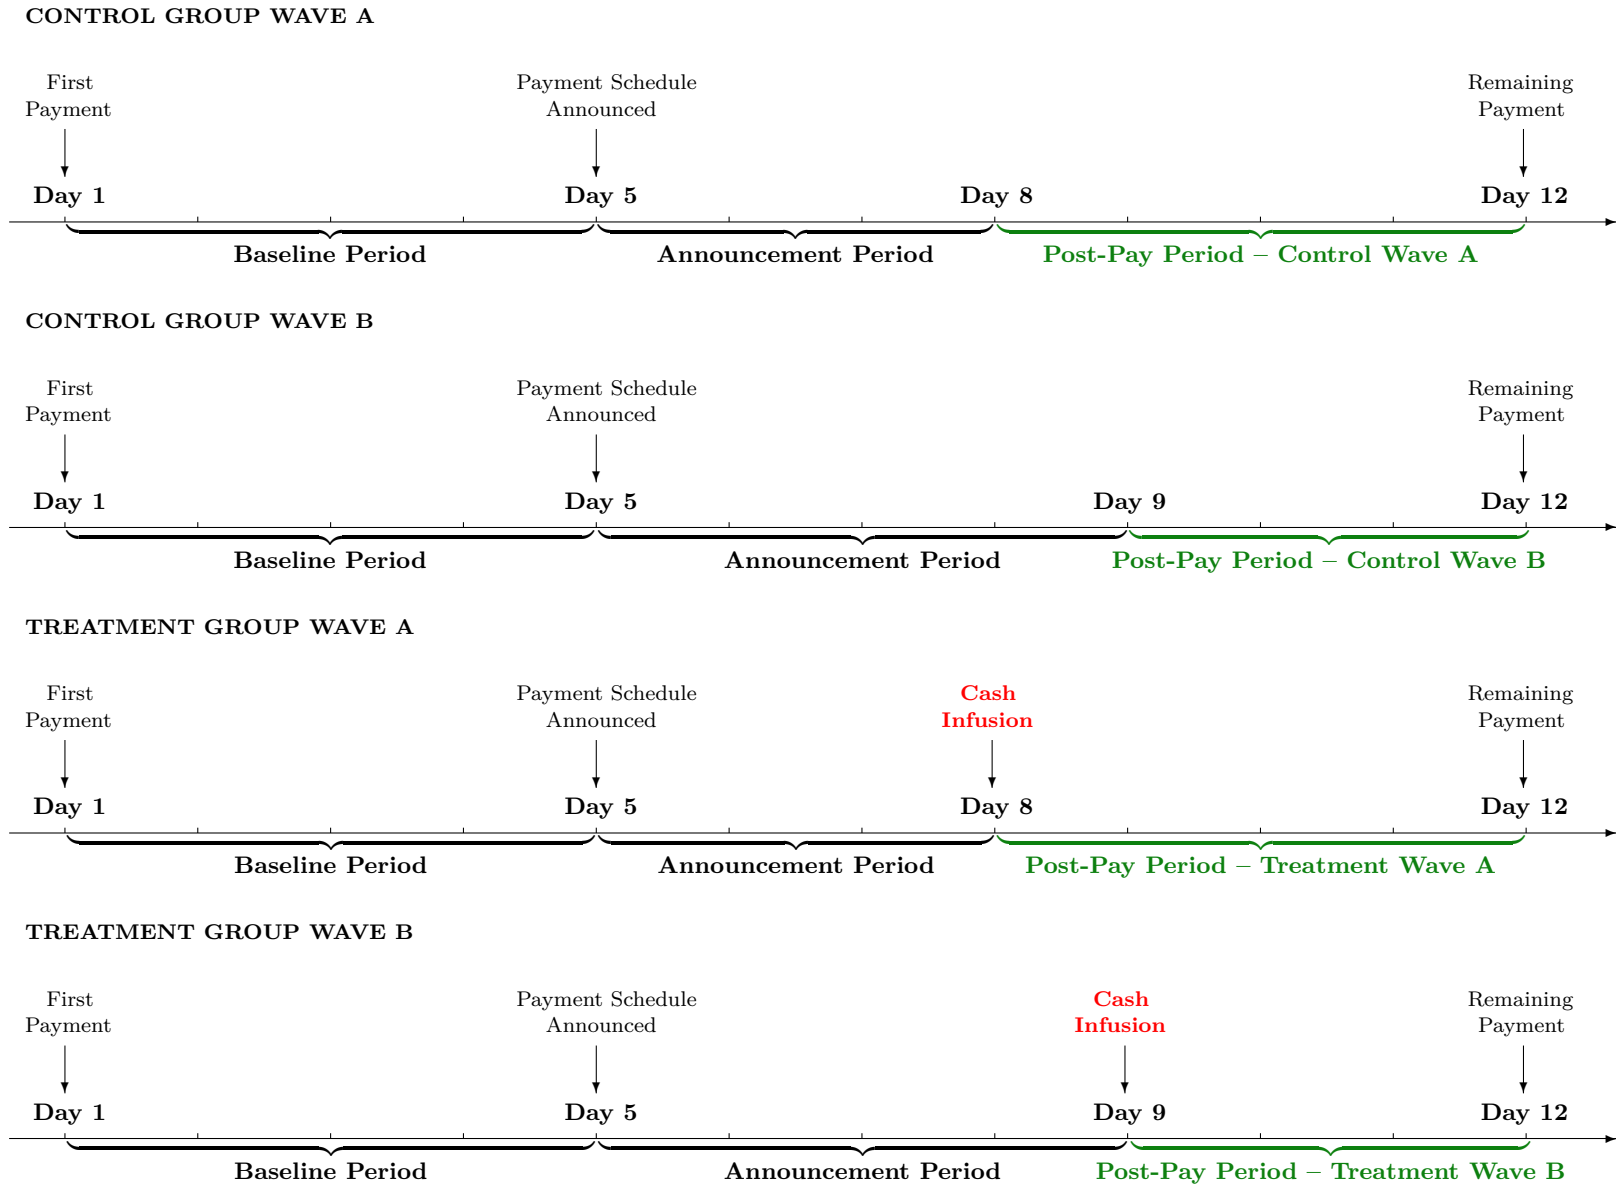 CONTROL GROUP WAVE A
First
Payment
Payment Schedule
Announced
Remaining
Payment
Day 1
Day 5
Day 8
Day 12
Baseline Period
Announcement Period
Post-Pay Period – Control Wave A
CONTROL GROUP WAVE B
First
Payment
Payment Schedule
Announced
Remaining
Payment
Day 1
Day 5
Day 9
Day 12
Baseline Period
Announcement Period
Post-Pay Period – Control Wave B
TREATMENT GROUP WAVE A
First
Payment
Payment Schedule
Announced
Cash
Infusion
Remaining
Payment
Day 1
Day 5
Day 8
Day 12
Baseline Period
Announcement Period
Post-Pay Period – Treatment Wave A
TREATMENT GROUP WAVE B
First
Payment
Payment Schedule
Announced
Cash
Infusion
Remaining
Payment
Day 1
Day 5
Day 9
Day 12
Baseline Period
Announcement Period
Post-Pay Period – Treatment Wave B